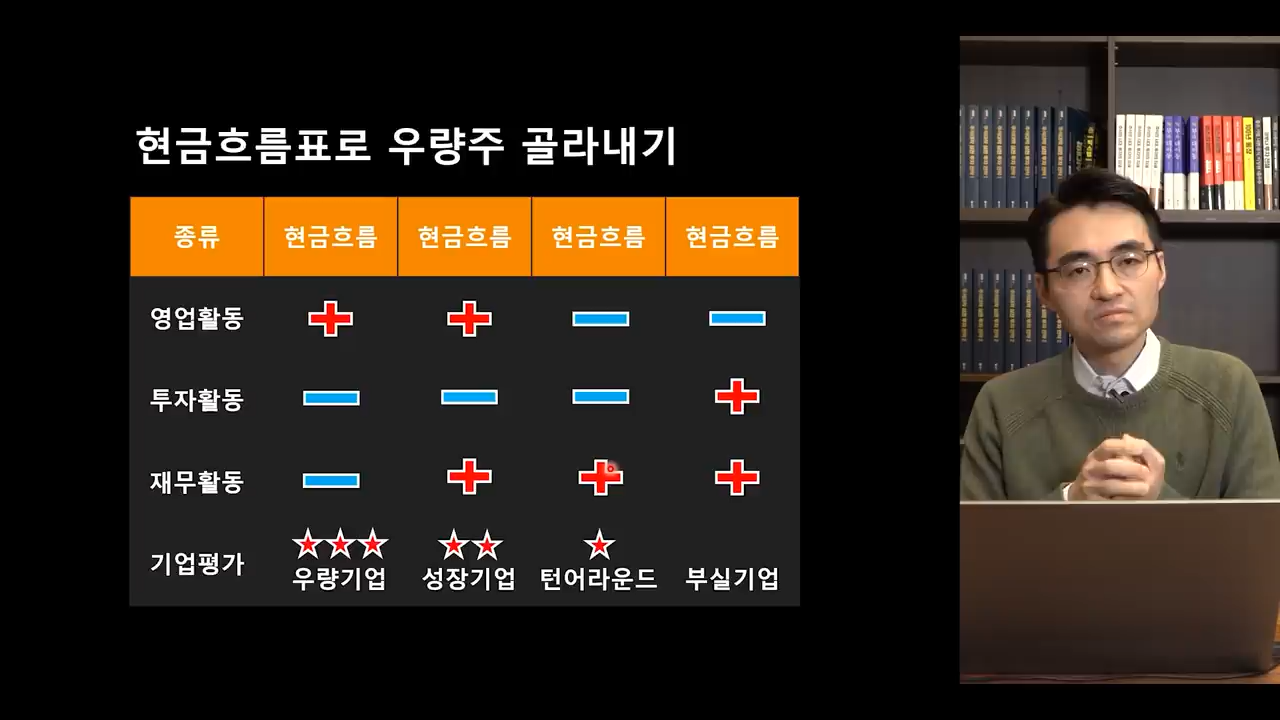 현금흐름표로 우량주 골라내기
종류 현금흐름 현금흐름 현금흐름 현금흐름
영업활동 + + - -
투자활동 - - - +
재무활동 - + + +
기업평가 ★★★ ★★ ★
우량기업 성장기업 턴어라운드 부실기업